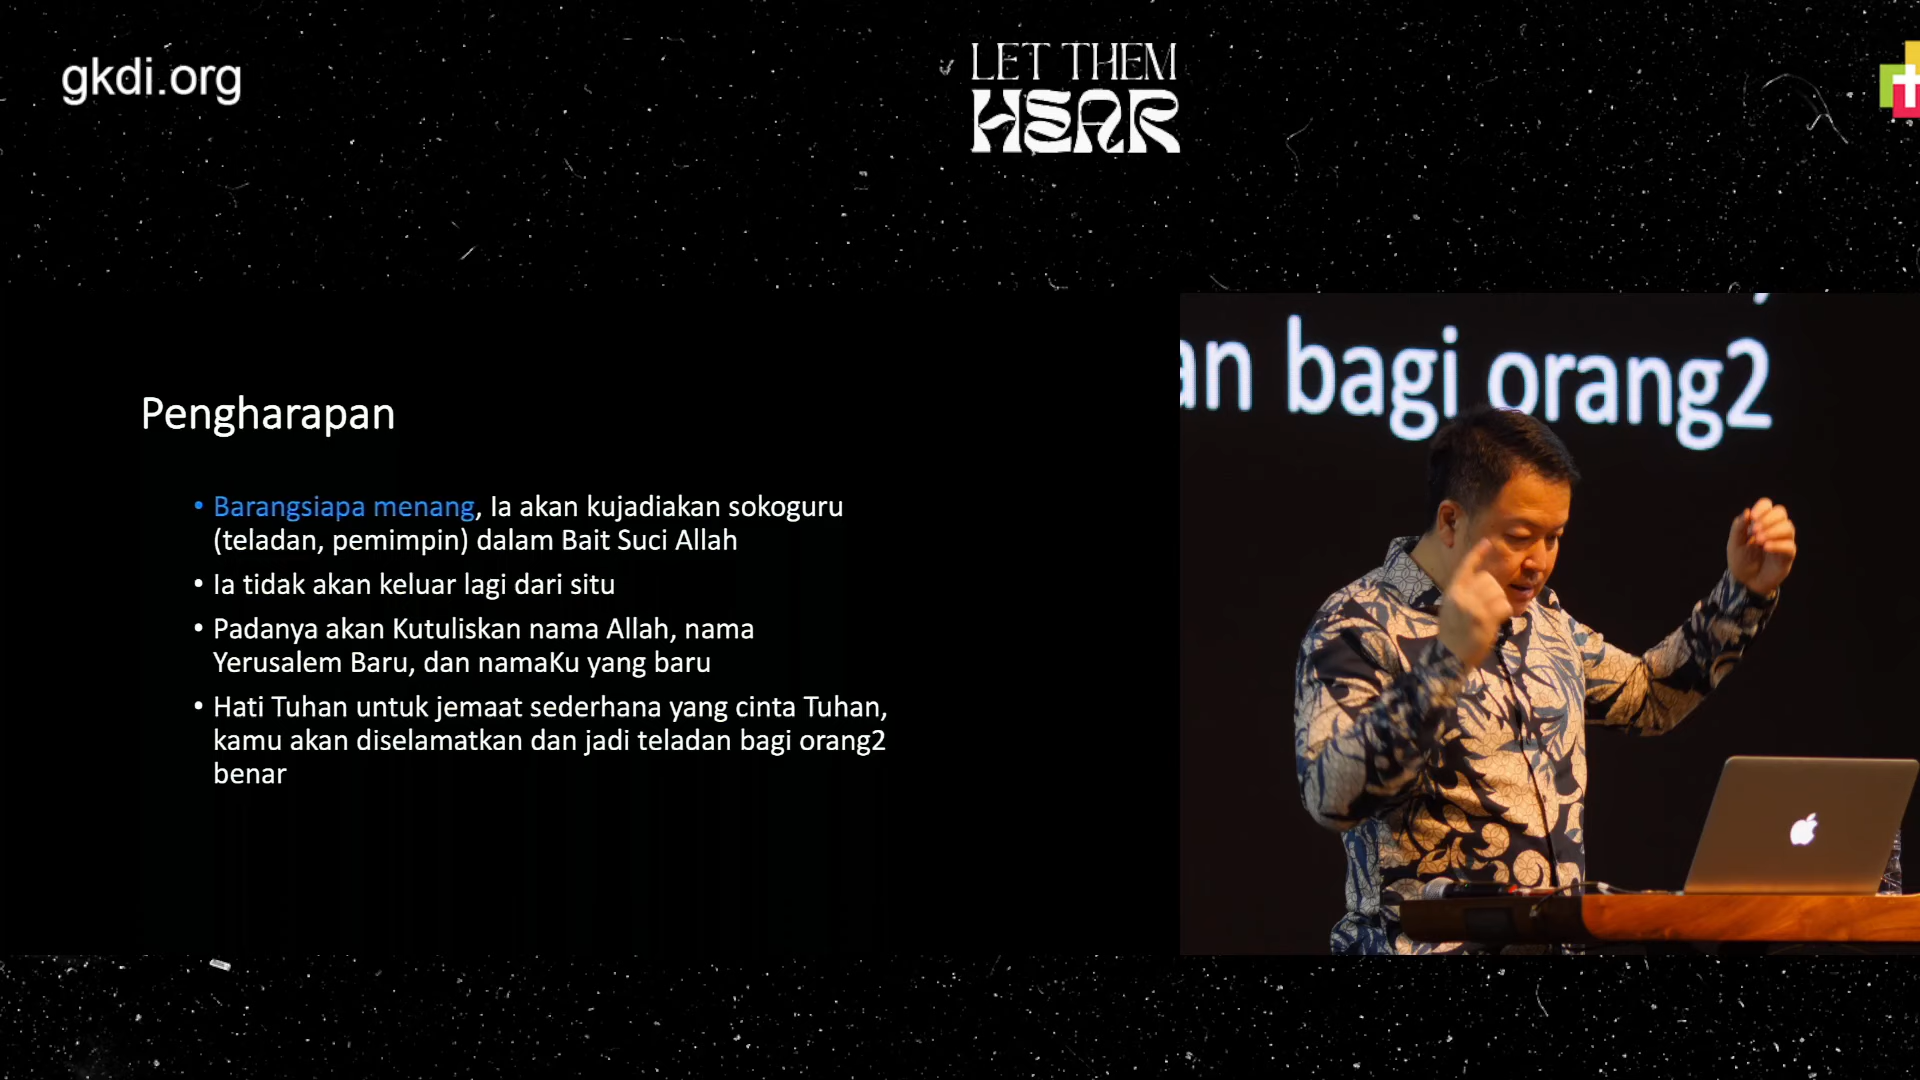 gkdi.org
LET THEM
HEAR
an bagi orang2
Pengharapan
• Barangsiapa menang, Ia akan kujadiakan sokoguru
(teladan, pemimpin) dalam Bait Suci Allah
• Ia tidak akan keluar lagi dari situ
• Padanya akan Kutuliskan nama Allah, nama
Yerusalem Baru, dan namaKu yang baru
• Hati Tuhan untuk jemaat sederhana yang cinta Tuhan,
kamu akan diselamatkan dan jadi teladan bagi orang2
benar